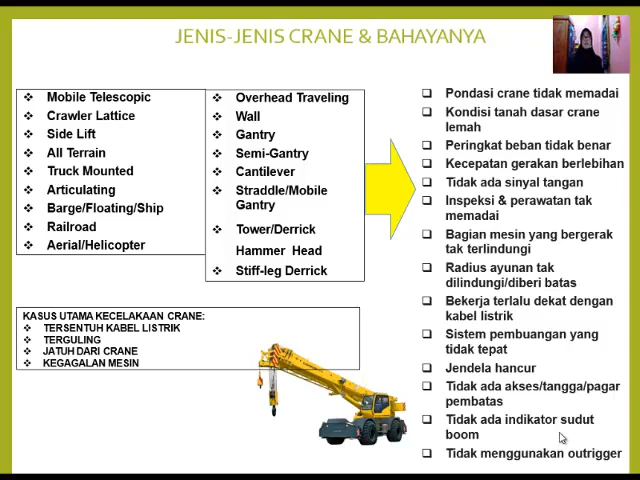 JENIS-JENIS CRANE & BAHAYANYA
Mobile Telescopic
Crawler Lattice
Side Lift
All Terrain
Truck Mounted
Articulating
Barge/Floating/Ship
Railroad
Aerial/Helicopter
Overhead Traveling
Wall
Gantry
Semi-Gantry
Cantilever
Straddle/Mobile
Gantry
Tower/Derrick
Hammer Head
Stiff-leg Derrick
Pondasi crane tidak memadai
Kondisi tanah dasar crane
lemah
Peringkat beban tidak benar
Kecepatan gerakan berlebihan
Tidak ada sinyal tangan
Inspeksi & perawatan tak
memadai
Bagian mesin yang bergerak
tak terlindungi
Radius ayunan tak
dilindungi/diberi batas
Bekerja terlalu dekat dengan
kabel listrik
Sistem pembuangan yang
tidak tepat
Jendela hancur
Tidak ada akses/tangga/pagar
pembatas
Tidak ada indikator sudut
boom
Tidak menggunakan outrigger
KASUS UTAMA KECELAKAAN CRANE:
TERSENTUH KABEL LISTRIK
TERGULING
JATUH DARI CRANE
KEGAGALAN MESIN